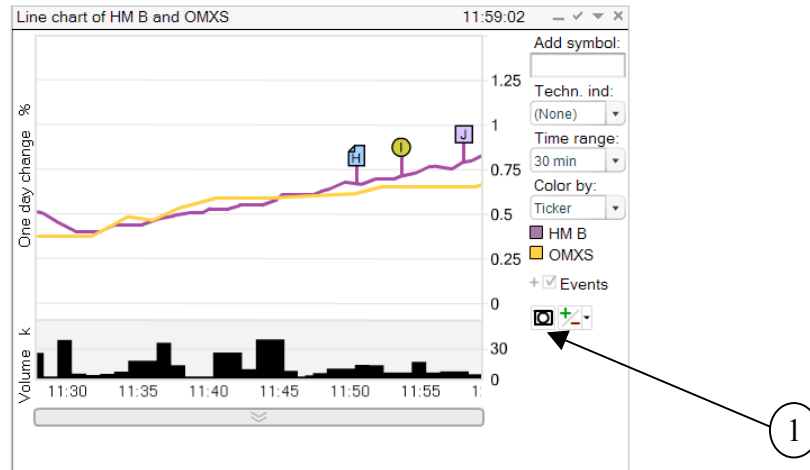 Line chart of HM B and OMXS 11:59:02
Add symbol:
1.25
Techn. ind:
(None)
1
Time range:
30 min
0.75
Color by:
Ticker
0.5
HM B
OMXS
0.25
Events
0
One day change %
H
I
J
30
0
Volume k
11:30 11:35 11:40 11:45 11:50 11:55 1:
1